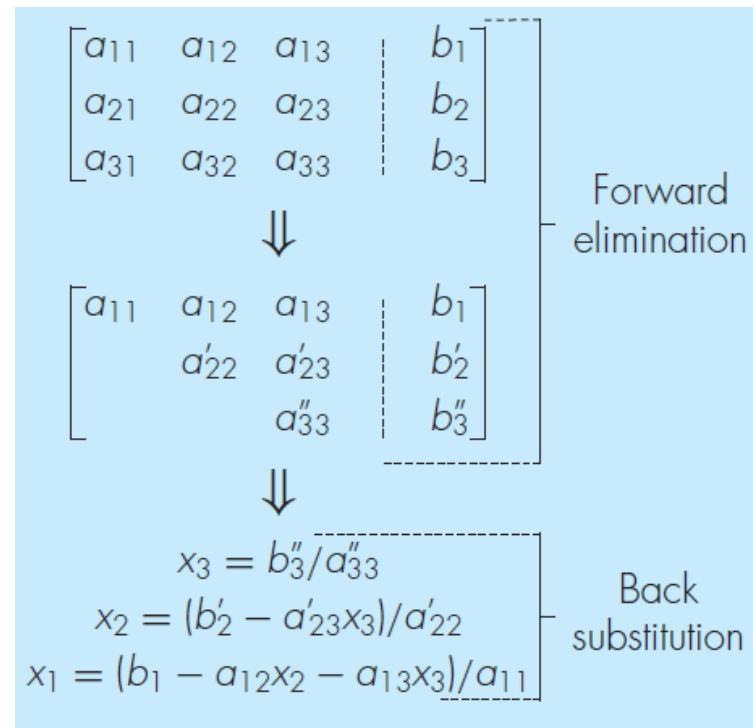 a11 a12 a13 b1
a21 a22 a23 b2
a31 a32 a33 b3
Forward
elimination
⇓
a11 a12 a13 b1
a′22 a′23 b′2
a″33 b″3
⇓
x3 = b″3/a″33
x2 = (b′2 − a′23x3)/a′22
x1 = (b1 − a12x2 − a13x3)/a11
Back
substitution